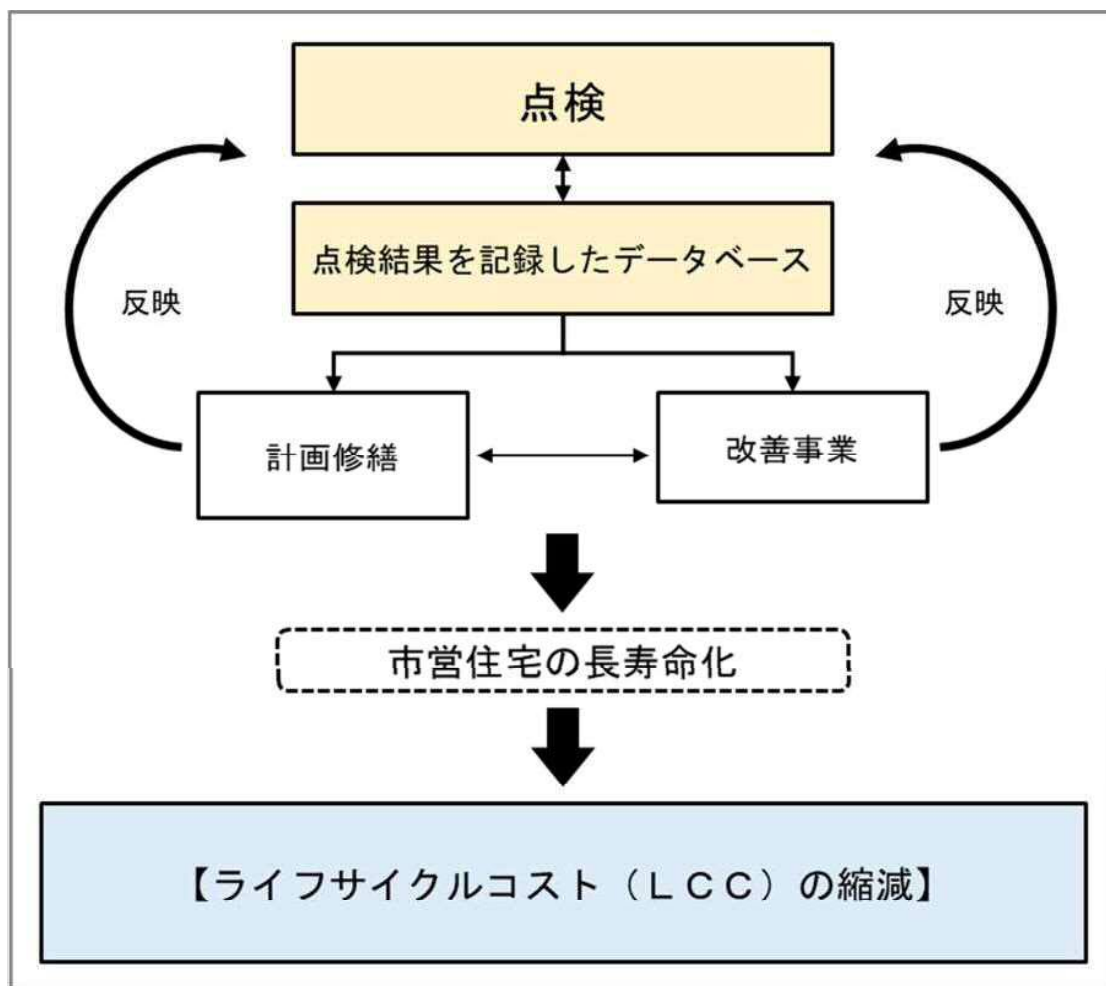 点検
点検結果を記録したデータベース
反映
反映
計画修繕
改善事業
市営住宅の長寿命化
【ライフサイクルコスト（ＬＣＣ）の縮減】